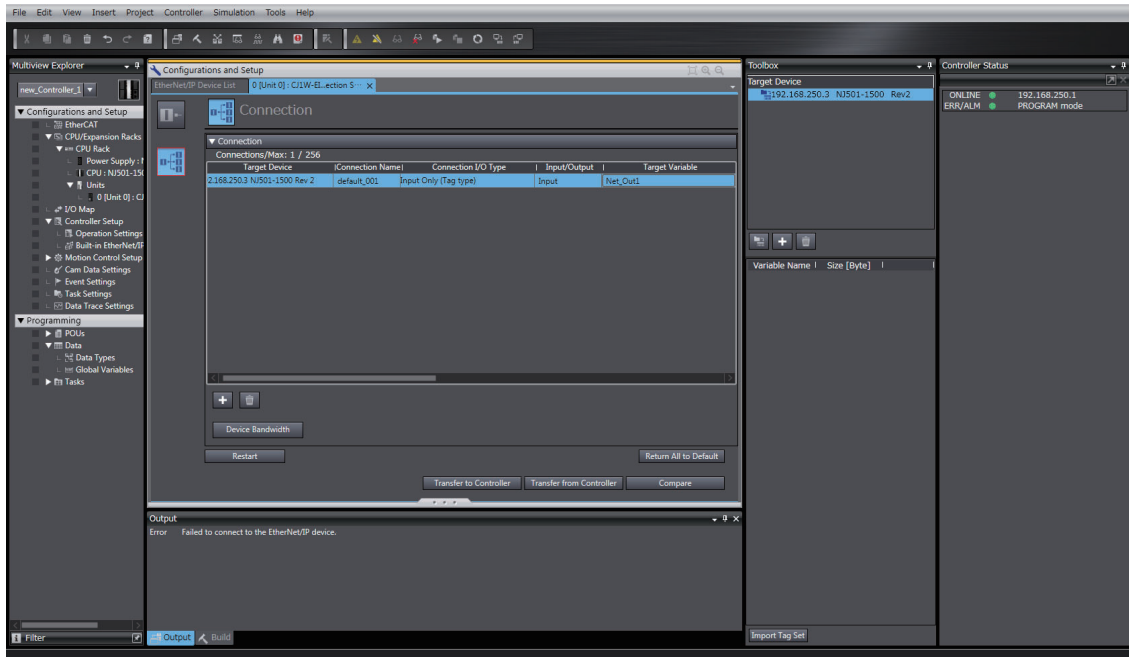 File Edit View Insert Project Controller Simulation Tools Help
Multiview Explorer
new_Controller_1
Configurations and Setup
EtherCAT
CPU/Expansion Racks
CPU Rack
Power Supply :
CPU : NJ501-150
Units
0 [Unit 0] : CJ
I/O Map
Controller Setup
Operation Settings
Built-in EtherNet/IP
Motion Control Setup
Cam Data Settings
Event Settings
Task Settings
Data Trace Settings
Programming
POUs
Data
Data Types
Global Variables
Tasks
Filter
Configurations and Setup
EtherNet/IP Device List 0 [Unit 0] : CJ1W-EI...ection S...
Connection
Connection
Connections/Max: 1 / 256
Target Device Connection Name Connection I/O Type Input/Output Target Variable
2.168.250.3 NJ501-1500 Rev 2 default_001 Input Only (Tag type) Input Net_Out1
Device Bandwidth
Restart Return All to Default
Transfer to Controller Transfer from Controller Compare
Output
Error Failed to connect to the EtherNet/IP device.
Output Build
Toolbox
Target Device
192.168.250.3 NJ501-1500 Rev2
Variable Name Size [Byte]
Import Tag Set
Controller Status
ONLINE 192.168.250.1
ERR/ALM PROGRAM mode